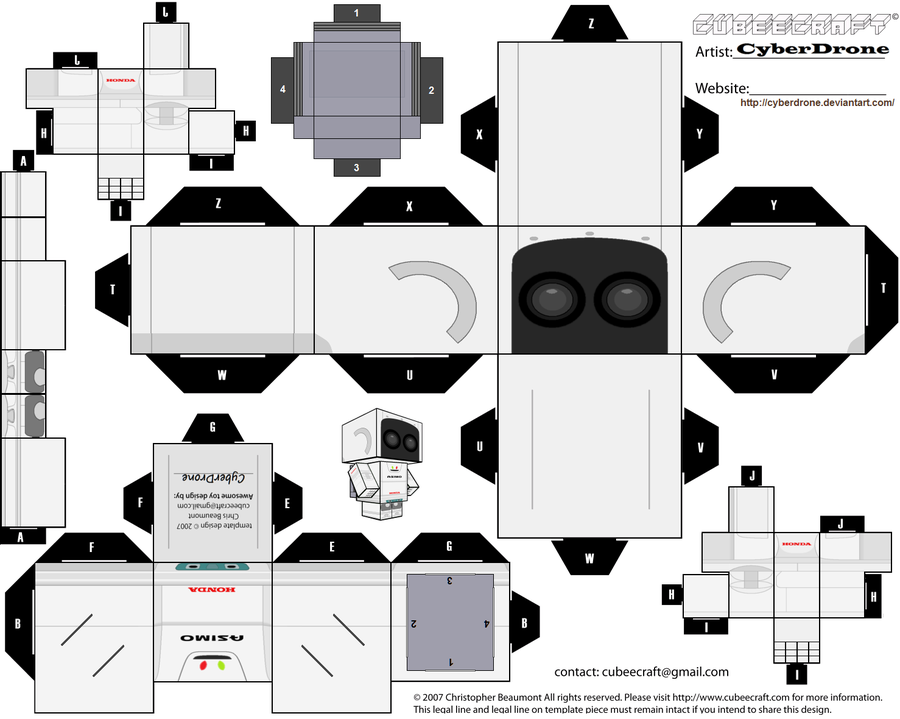 CUBEECRAFT©
Artist: CyberDrone
Website:
http://cyberdrone.deviantart.com/
J
J
HONDA
H
H
I
I
1
4
2
3
Z
X
Y
A
Z
X
Y
T
T
W
U
V
U
V
W
A
G
F
E
template design © 2007
Chris Beaumont
cubeecraft@gmail.com
Awesome toy design by:
CyberDrone
F
E
G
B
B
HONDA
ASIMO
3
2
4
1
J
J
HONDA
H
H
I
I
contact: cubeecraft@gmail.com
© 2007 Christopher Beaumont All rights reserved. Please visit http://www.cubeecraft.com for more information.
This legal line and legal line on template piece must remain intact if you intend to share this design.